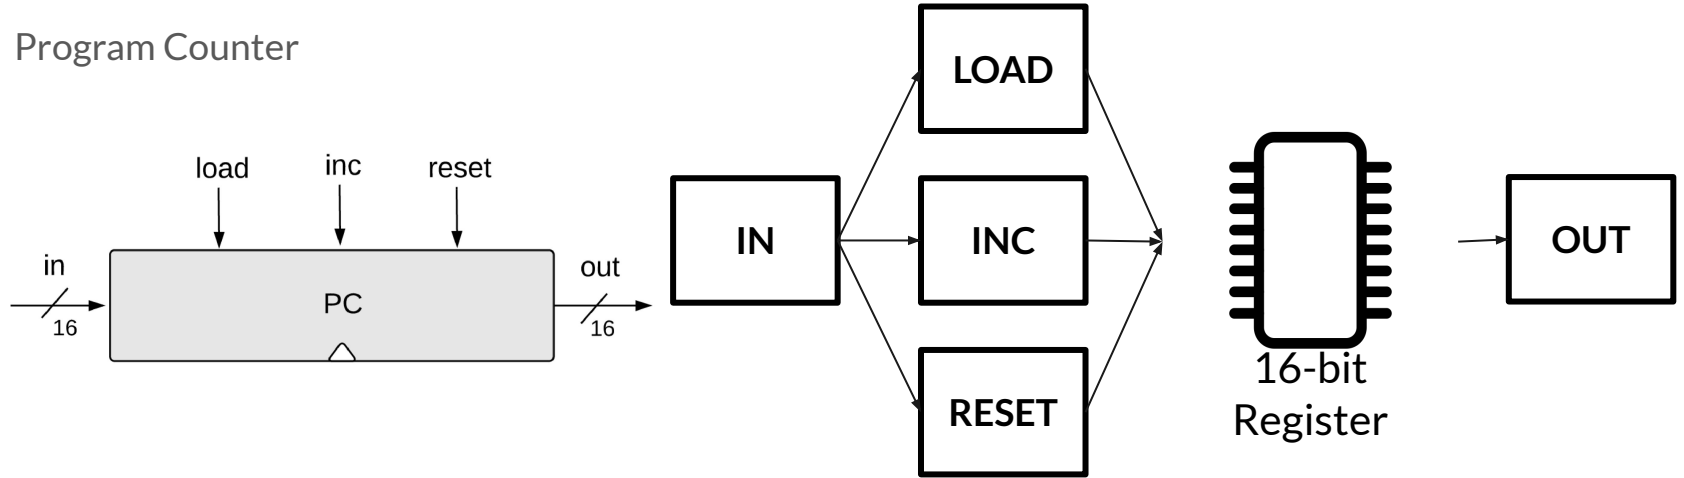 Program Counter
load
inc
reset
in
16
PC
out
16
IN
LOAD
INC
RESET
16-bit
Register
OUT